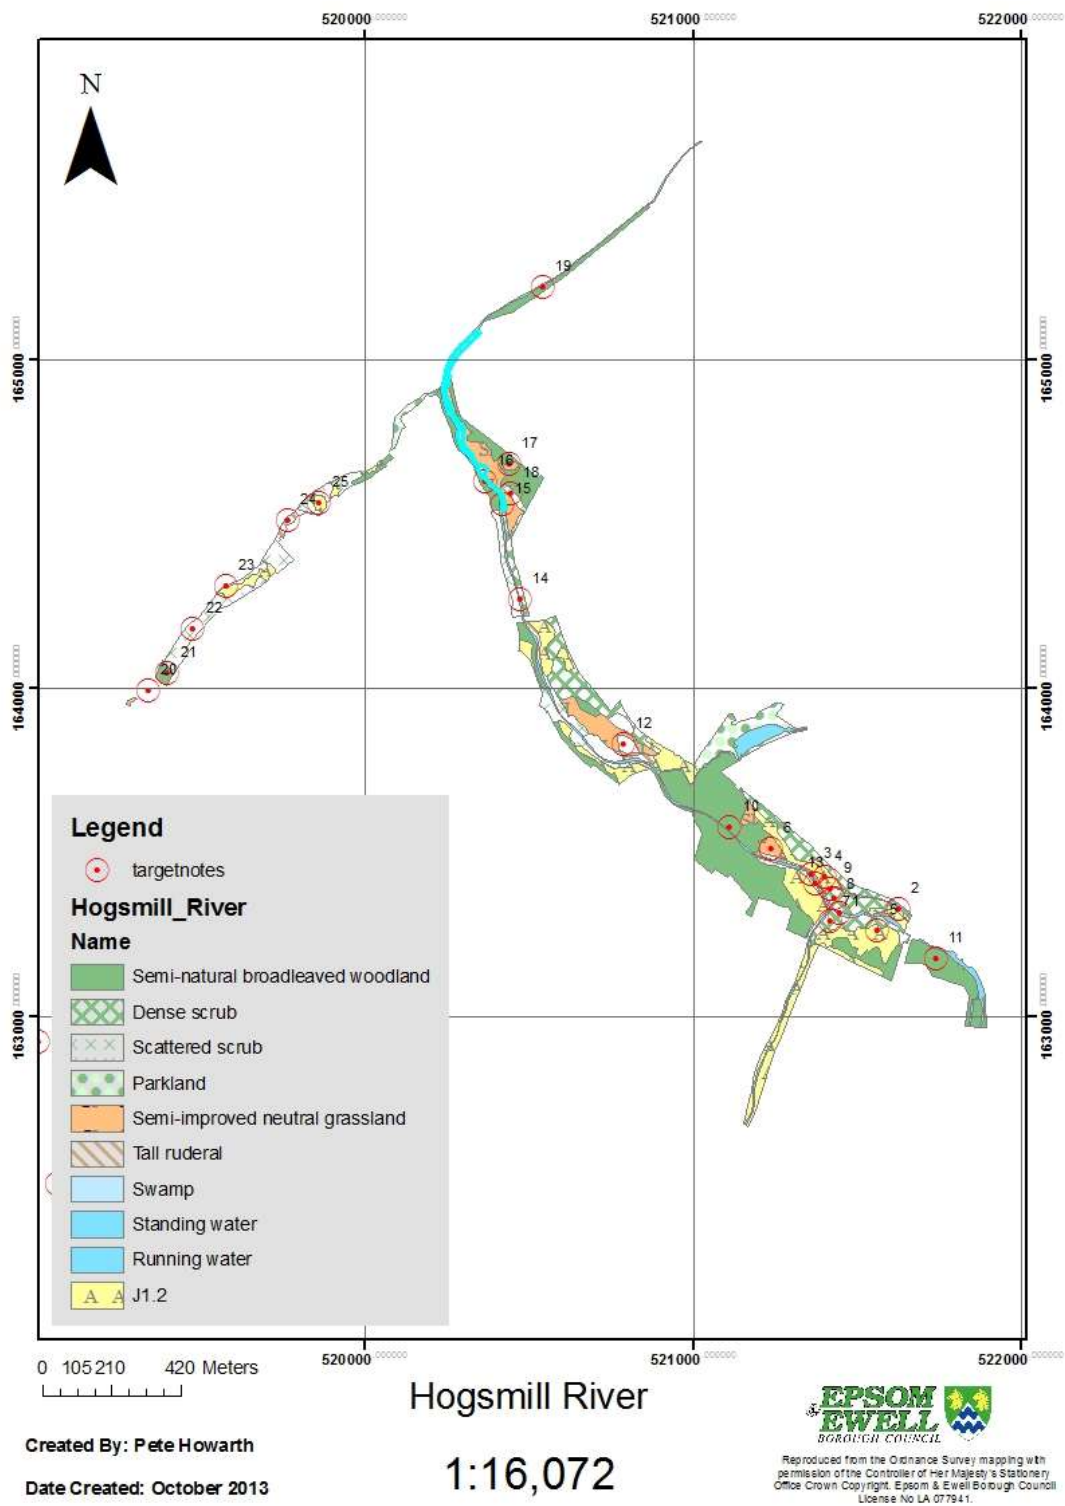 520000
521000
522000
N
19
165000
165000
17
16
18
25
15
24
23
14
22
21
20
164000
164000
12
10
6
3
4
13
9
8
2
71
5
11
163000
163000
Legend
targetnotes
Hogsmill_River
Name
Semi-natural broadleaved woodland
Dense scrub
Scattered scrub
Parkland
Semi-improved neutral grassland
Tall ruderal
Swamp
Standing water
Running water
A A J1.2
520000
521000
522000
0 105 210 420 Meters
Hogsmill River
1:16,072
Created By: Pete Howarth
Date Created: October 2013
EPSOM
& EWELL
BOROUGH COUNCIL
Reproduced from the Ordnance Survey mapping with
permission of the Controller of Her Majesty's Stationery
Office Crown Copyright. Epsom & Ewell Borough Council
License No LA 077941.